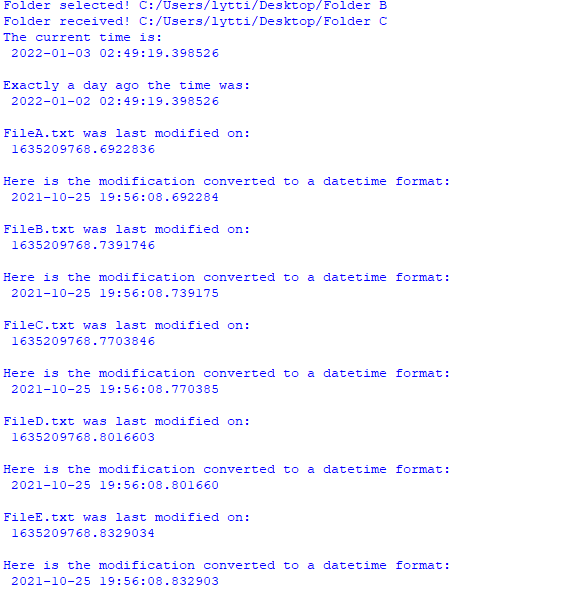 Folder selected! C:/Users/lytti/Desktop/Folder B
Folder received! C:/Users/lytti/Desktop/Folder C
The current time is:
2022-01-03 02:49:19.398526
Exactly a day ago the time was:
2022-01-02 02:49:19.398526
FileA.txt was last modified on:
1635209768.6922836
Here is the modification converted to a datetime format:
2021-10-25 19:56:08.692284
FileB.txt was last modified on:
1635209768.7391746
Here is the modification converted to a datetime format:
2021-10-25 19:56:08.739175
FileC.txt was last modified on:
1635209768.7703846
Here is the modification converted to a datetime format:
2021-10-25 19:56:08.770385
FileD.txt was last modified on:
1635209768.8016603
Here is the modification converted to a datetime format:
2021-10-25 19:56:08.801660
FileE.txt was last modified on:
1635209768.8329034
Here is the modification converted to a datetime format:
2021-10-25 19:56:08.832903